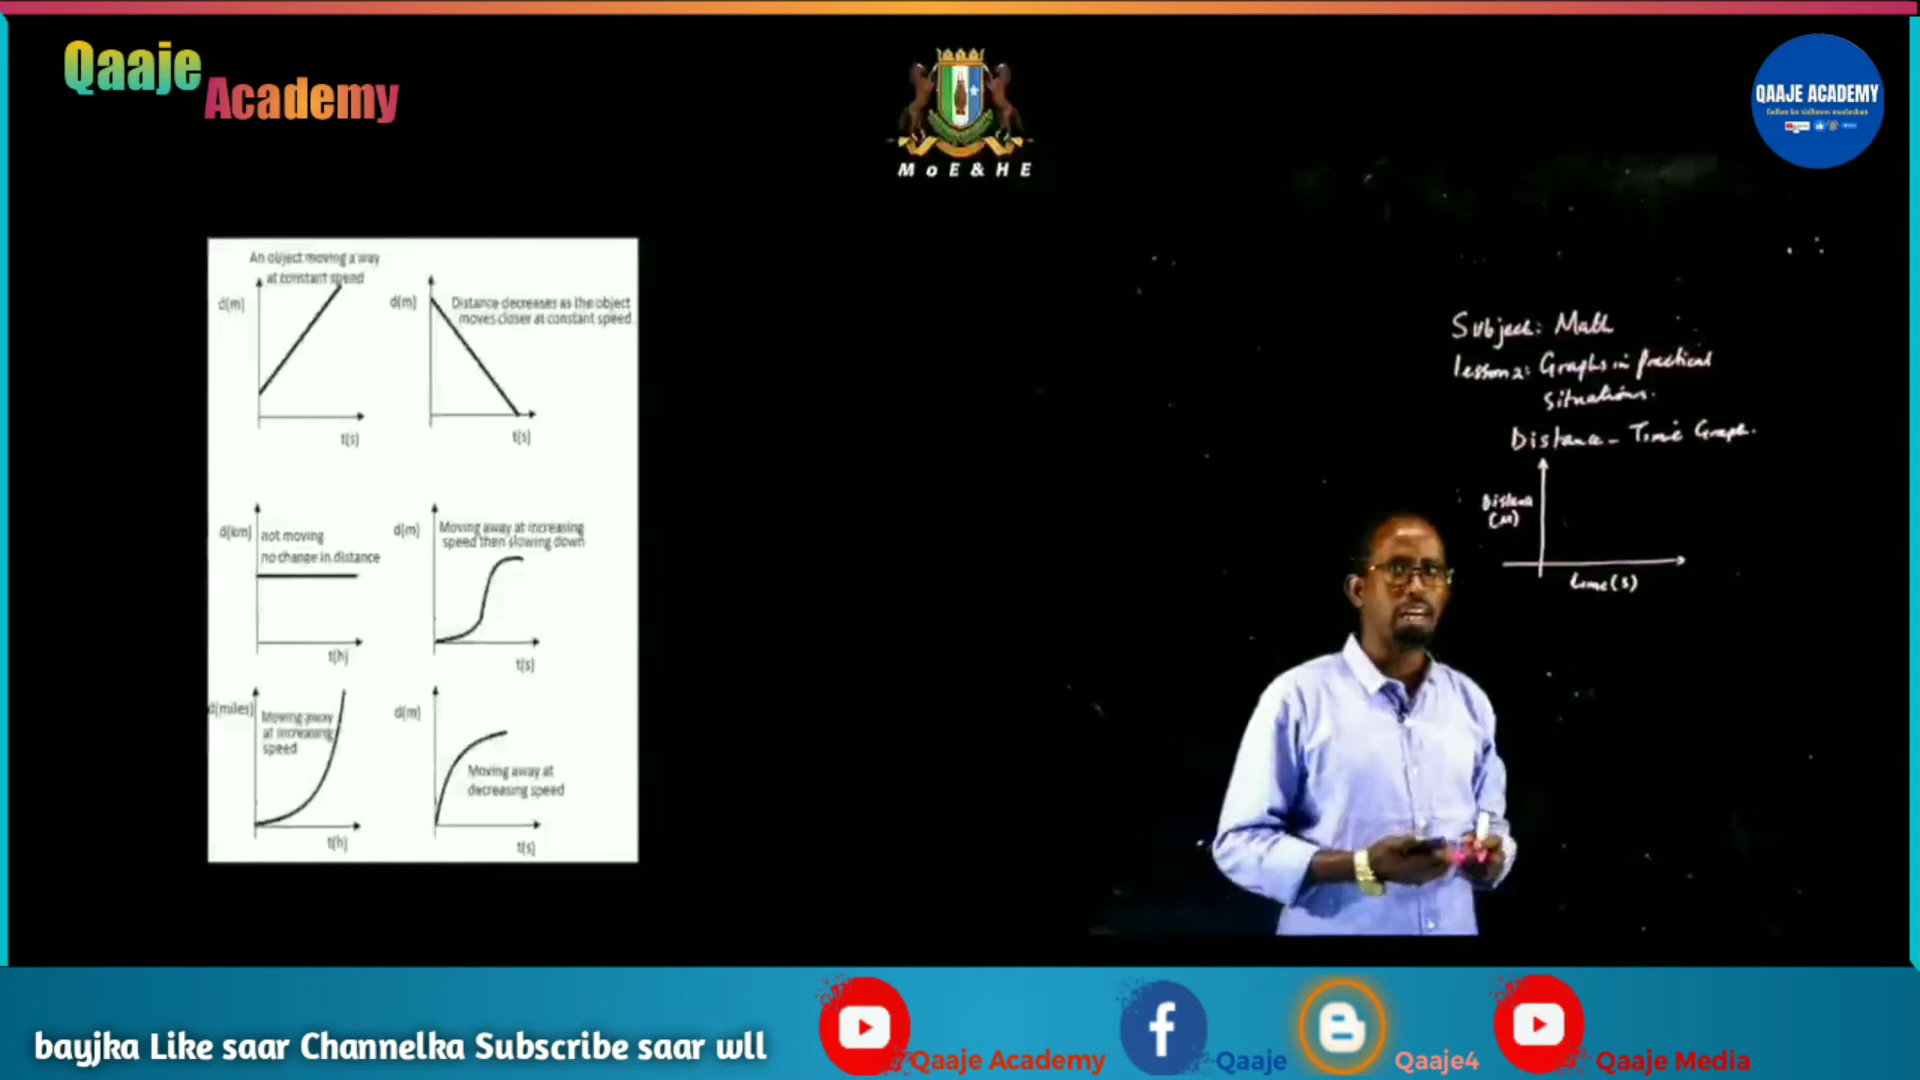 Qaaje
Academy
M o E & H E
QAAJE ACADEMY
An object moving a way
at constant speed
d(m)
t(s)
d(m)
Distance decreases as the object
moves closer at constant speed
t(s)
d(km)
not moving
no change in distance
t(h)
d(m)
Moving away at increasing
speed then slowing down
t(s)
d(miles)
Moving away
at increasing
speed
t(h)
d(m)
Moving away at
decreasing speed
t(s)
Subject: Math
lesson 2: Graphs in practical
situations.
Distance - Time Graph.
Distance
(m)
time(s)
bayjka Like saar Channelka Subscribe saar wll
Qaaje Academy
Qaaje
Qaaje4
Qaaje Media